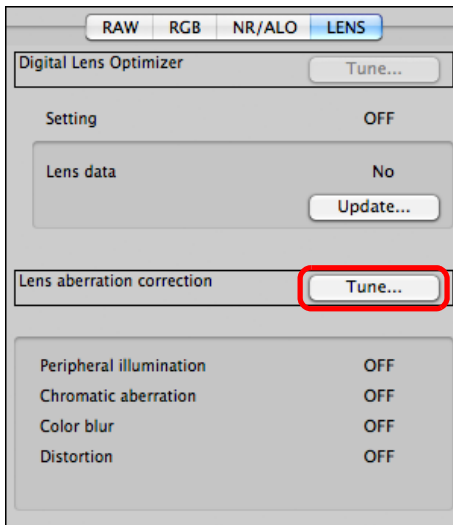 RAW RGB NR/ALO LENS
Digital Lens Optimizer Tune...
Setting OFF
Lens data No
Update...
Lens aberration correction Tune...
Peripheral illumination OFF
Chromatic aberration OFF
Color blur OFF
Distortion OFF